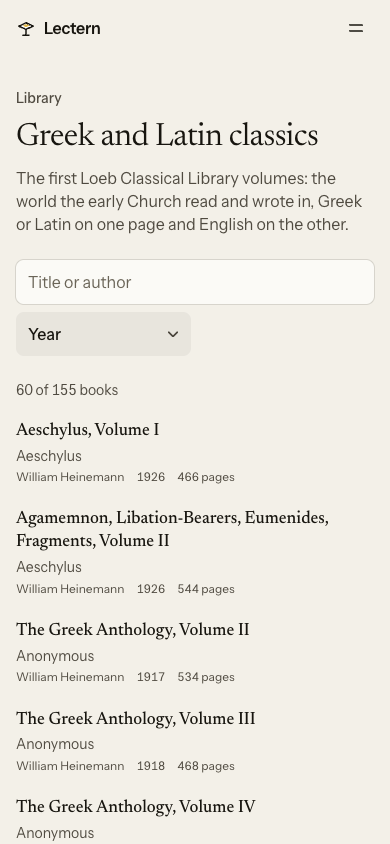 Lectern
Library
Greek and Latin classics
The first Loeb Classical Library volumes: the
world the early Church read and wrote in, Greek
or Latin on one page and English on the other.
Title or author
Year
60 of 155 books
Aeschylus, Volume I
Aeschylus
William Heinemann 1926 466 pages
Agamemnon, Libation-Bearers, Eumenides,
Fragments, Volume II
Aeschylus
William Heinemann 1926 544 pages
The Greek Anthology, Volume II
Anonymous
William Heinemann 1917 534 pages
The Greek Anthology, Volume III
Anonymous
William Heinemann 1918 468 pages
The Greek Anthology, Volume IV
Anonymous